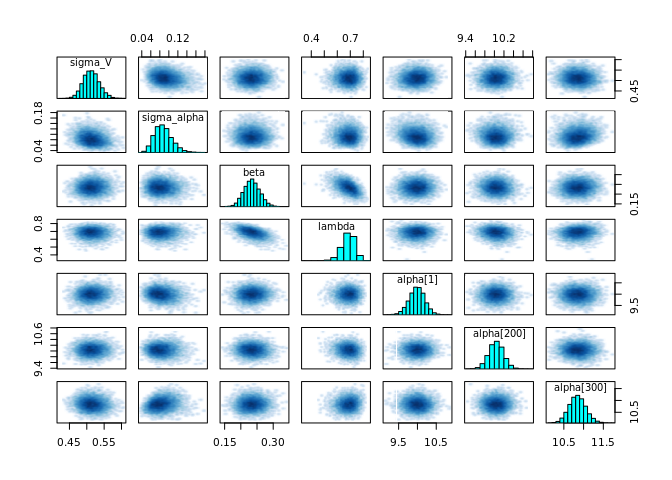 0.04 0.12
0.4 0.7
9.4 10.2
sigma_V
0.45
0.04 0.18
sigma_alpha
beta
0.15
0.4 0.8
lambda
alpha[1]
9.5
9.4 10.6
alpha[200]
alpha[300]
10.5
0.45 0.55
0.15 0.30
9.5 10.5
10.5 11.5